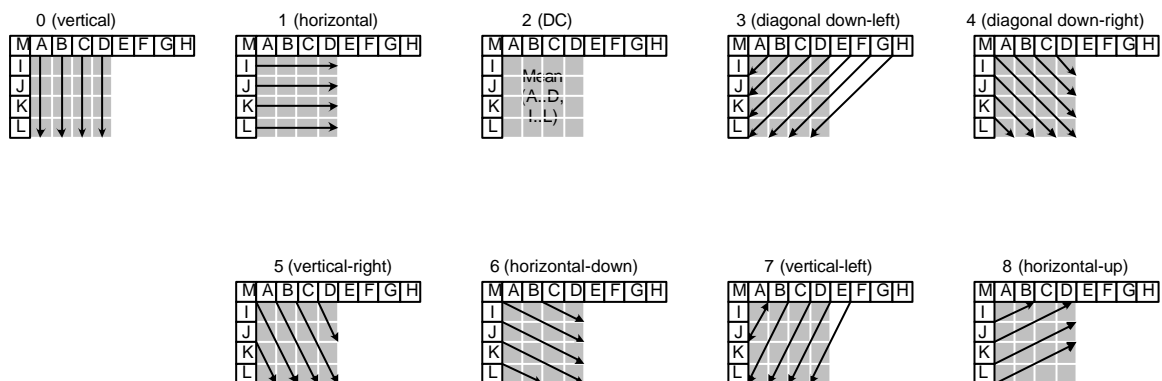 0 (vertical)
M A B C D E F G H
I
J
K
L
1 (horizontal)
M A B C D E F G H
I
J
K
L
2 (DC)
M A B C D E F G H
I
J
K
L
Mean
(A..D,
I..L)
3 (diagonal down-left)
M A B C D E F G H
I
J
K
L
4 (diagonal down-right)
M A B C D E F G H
I
J
K
L
5 (vertical-right)
M A B C D E F G H
I
J
K
L
6 (horizontal-down)
M A B C D E F G H
I
J
K
L
7 (vertical-left)
M A B C D E F G H
I
J
K
L
8 (horizontal-up)
M A B C D E F G H
I
J
K
L